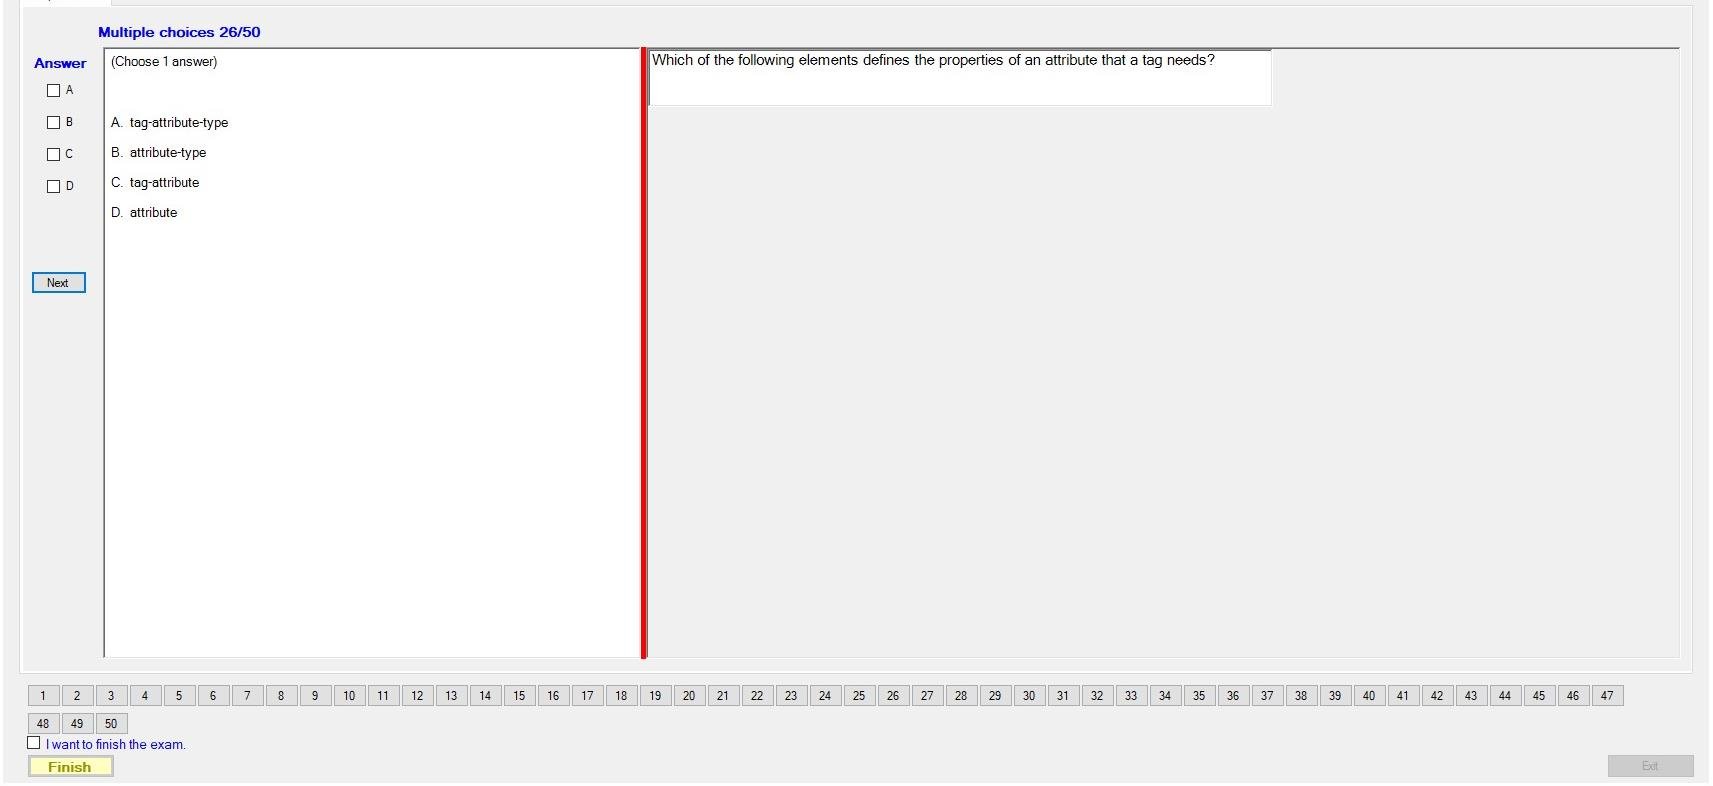 Multiple choices 26/50
Answer
(Choose 1 answer)
Which of the following elements defines the properties of an attribute that a tag needs?
A
B
C
D
A. tag-attribute-type
B. attribute-type
C. tag-attribute
D. attribute
Next
1 2 3 4 5 6 7 8 9 10 11 12 13 14 15 16 17 18 19 20 21 22 23 24 25 26 27 28 29 30 31 32 33 34 35 36 37 38 39 40 41 42 43 44 45 46 47
48 49 50
I want to finish the exam.
Finish
Exit